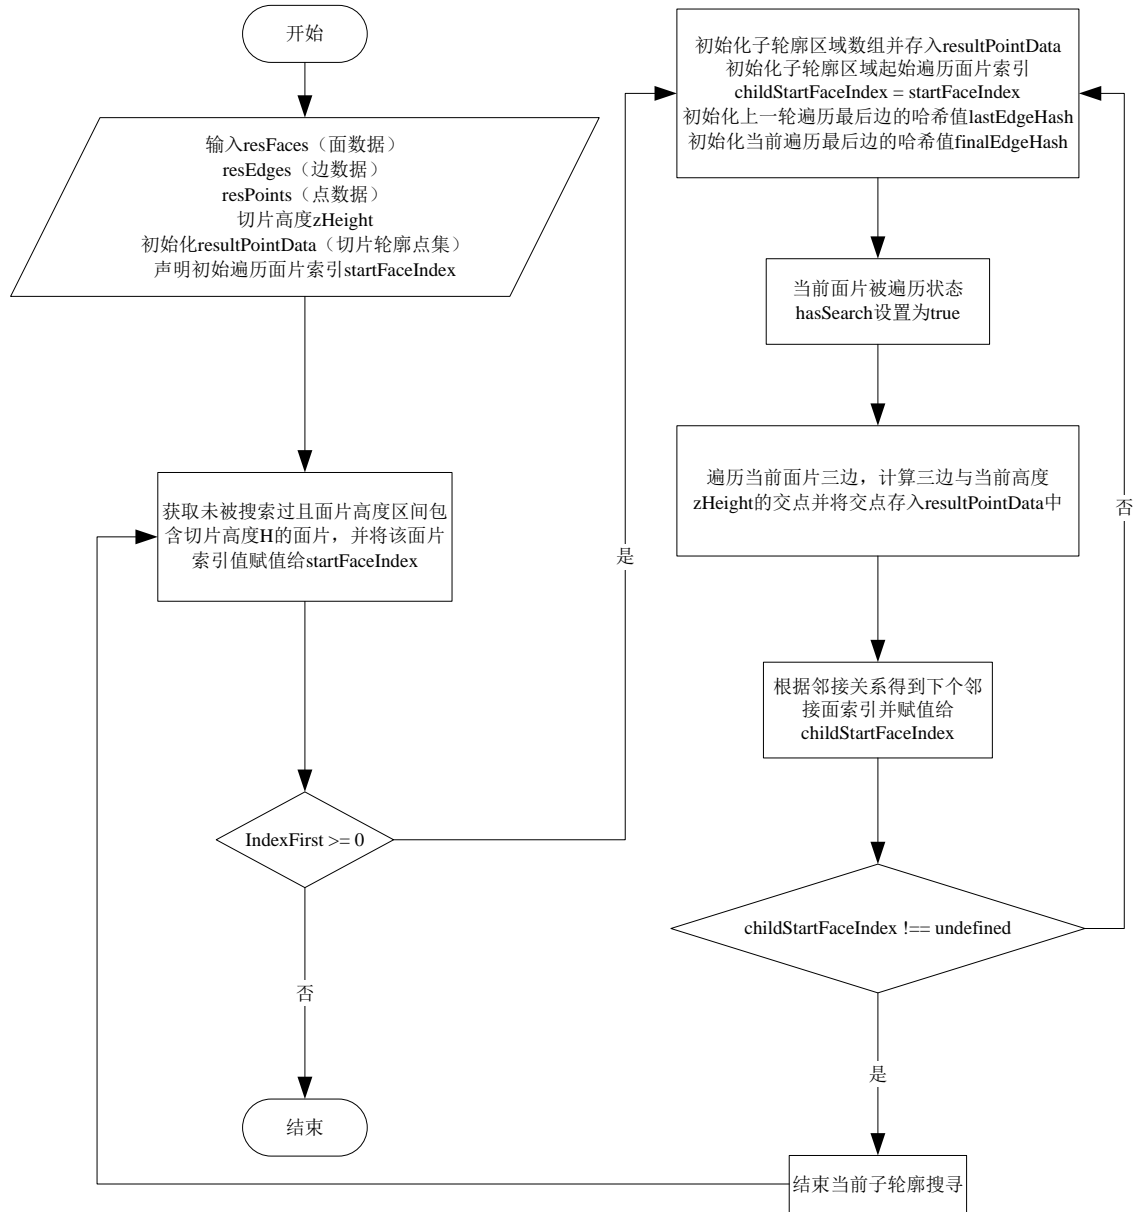 开始
输入resFaces（面数据）
resEdges（边数据）
resPoints（点数据）
切片高度zHeight
初始化resultPointData（切片轮廓点集）
声明初始遍历面片索引startFaceIndex
获取未被搜索过且面片高度区间包
含切片高度H的面片，并将该面片
索引值赋值给startFaceIndex
IndexFirst >= 0
是
否
结束
初始化子轮廓区域数组并存入resultPointData
初始化子轮廓区域起始遍历面片索引
childStartFaceIndex = startFaceIndex
初始化上一轮遍历最后边的哈希值lastEdgeHash
初始化当前遍历最后边的哈希值finalEdgeHash
当前面片被遍历状态
hasSearch设置为true
遍历当前面片三边，计算三边与当前高度
zHeight的交点并将交点存入resultPointData中
根据邻接关系得到下个邻
接面索引并赋值给
childStartFaceIndex
childStartFaceIndex !== undefined
否
是
结束当前子轮廓搜寻